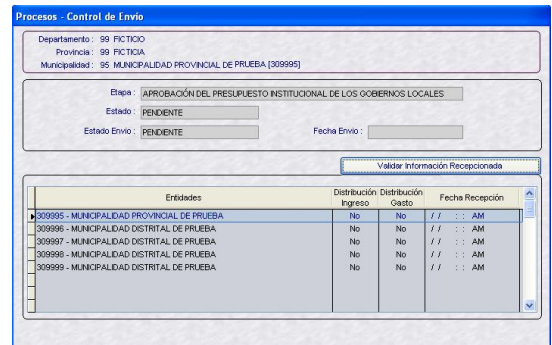 Procesos - Control de Envio
Departamento : 99 FICTICIO
Provincia : 99 FICTICIA
Municipalidad : 95 MUNICIPALIDAD PROVINCIAL DE PRUEBA [309995]
Etapa : APROBACIÓN DEL PRESUPUESTO INSTITUCIONAL DE LOS GOBIERNOS LOCALES
Estado : PENDIENTE
Estado Envio : PENDIENTE Fecha Envio :
Validar Información Recepcionada
Entidades Distribución Ingreso Distribución Gasto Fecha Recepción
309995 - MUNICIPALIDAD PROVINCIAL DE PRUEBA No No / / : : AM
309996 - MUNICIPALIDAD DISTRITAL DE PRUEBA No No / / : : AM
309997 - MUNICIPALIDAD DISTRITAL DE PRUEBA No No / / : : AM
309998 - MUNICIPALIDAD DISTRITAL DE PRUEBA No No / / : : AM
309999 - MUNICIPALIDAD DISTRITAL DE PRUEBA No No / / : : AM